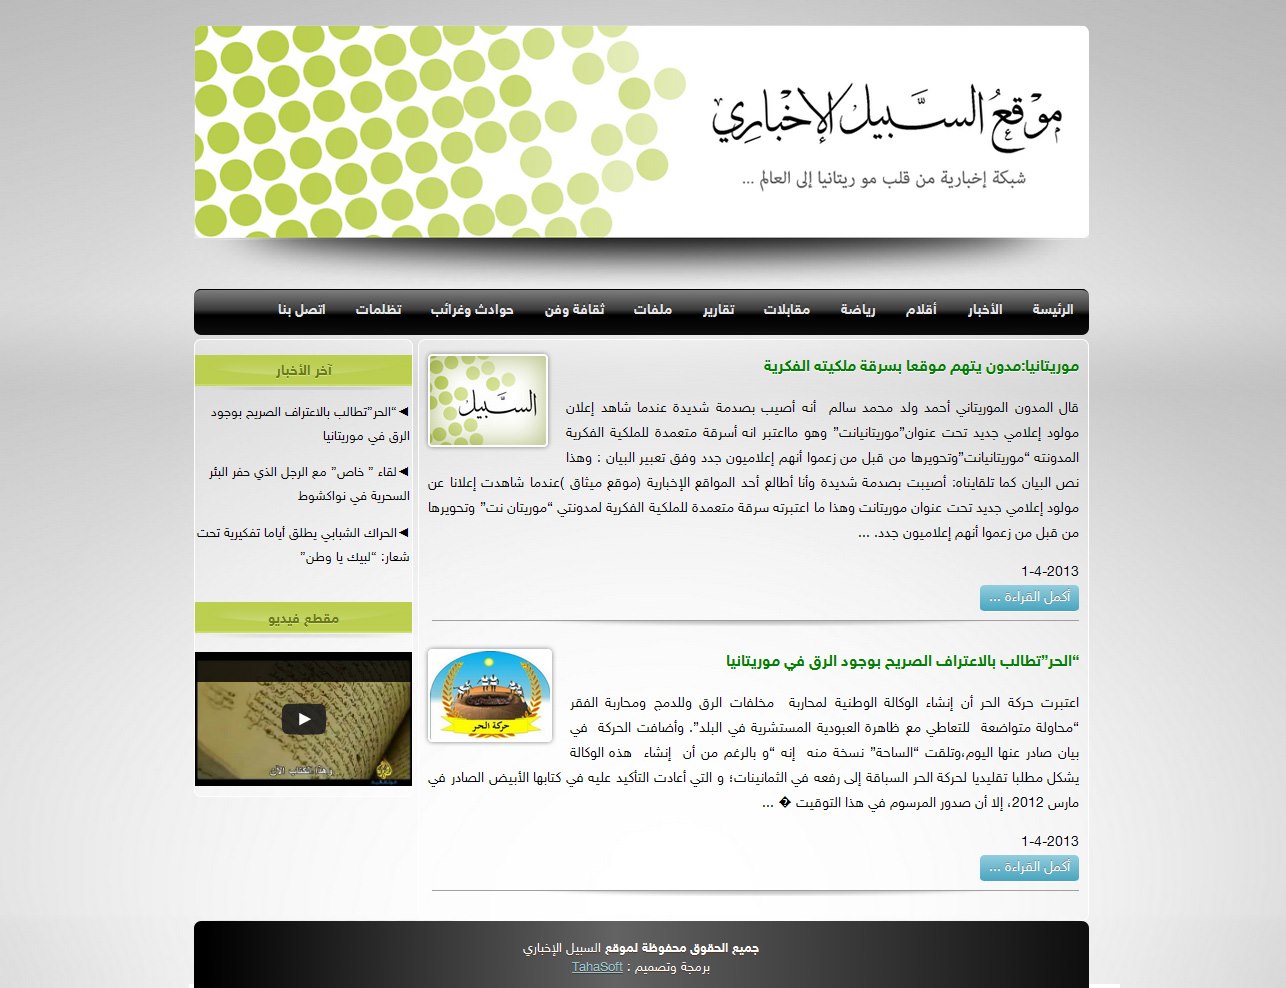 موقعُ السَّبيل الإخباري
شبكة إخبارية من قلب مو ريتانيا إلى العالم ...
الرئيسة الأخبار أقلام رياضة مقابلات تقارير ملفات ثقافة وفن حوادث وغرائب تظلمات اتصل بنا
موريتانيا:مدون يتهم موقعا بسرقة ملكيته الفكرية
السَّبيل
قال المدون الموريتاني أحمد ولد محمد سالم أنه أصيب بصدمة شديدة عندما شاهد إعلان
مولود إعلامي جديد تحت عنوان”موريتانيانت” وهو مااعتبر انه أسرقة متعمدة للملكية الفكرية
المدونته “موريتانيانت”وتحويرها من قبل من زعموا أنهم إعلاميون جدد وفق تعبير البيان : وهذا
نص البيان كما تلقايناه: أصيبت بصدمة شديدة وأنا أطالع أحد المواقع الإخبارية (موقع ميثاق )عندما شاهدت إعلانا عن
مولود إعلامي جديد تحت عنوان موريتانت وهذا ما اعتبرته سرقة متعمدة للملكية الفكرية لمدونتي “موريتان نت” وتحويرها
من قبل من زعموا أنهم إعلاميون جدد. ...
1-4-2013
أكمل القراءة ...
“الحر”تطالب بالاعتراف الصريح بوجود الرق في موريتانيا
حركة الحر
اعتبرت حركة الحر أن إنشاء الوكالة الوطنية لمحاربة مخلفات الرق وللدمج ومحاربة الفقر
“محاولة متواضعة للتعاطي مع ظاهرة العبودية المستشرية في البلد”. وأضافت الحركة في
بيان صادر عنها اليوم،وتلقت “الساحة” نسخة منه إنه “و بالرغم من أن إنشاء هذه الوكالة
يشكل مطلبا تقليديا لحركة الحر السباقة إلى رفعه في الثمانينات؛ و التي أعادت التأكيد عليه في كتابها الأبيض الصادر في
مارس 2012، إلا أن صدور المرسوم في هذا التوقيت � ...
1-4-2013
أكمل القراءة ...
آخر الأخبار
◄“الحر”تطالب بالاعتراف الصريح بوجود
الرق في موريتانيا
◄لقاء ” خاص” مع الرجل الذي حفر البئر
السحرية في نواكشوط
◄الحراك الشبابي يطلق أياما تفكيرية تحت
شعار: “لبيك يا وطن”
مقطع فيديو
وهذا الكتاب الآن
جميع الحقوق محفوظة لموقع السبيل الإخباري
برمجة وتصميم : TahaSoft